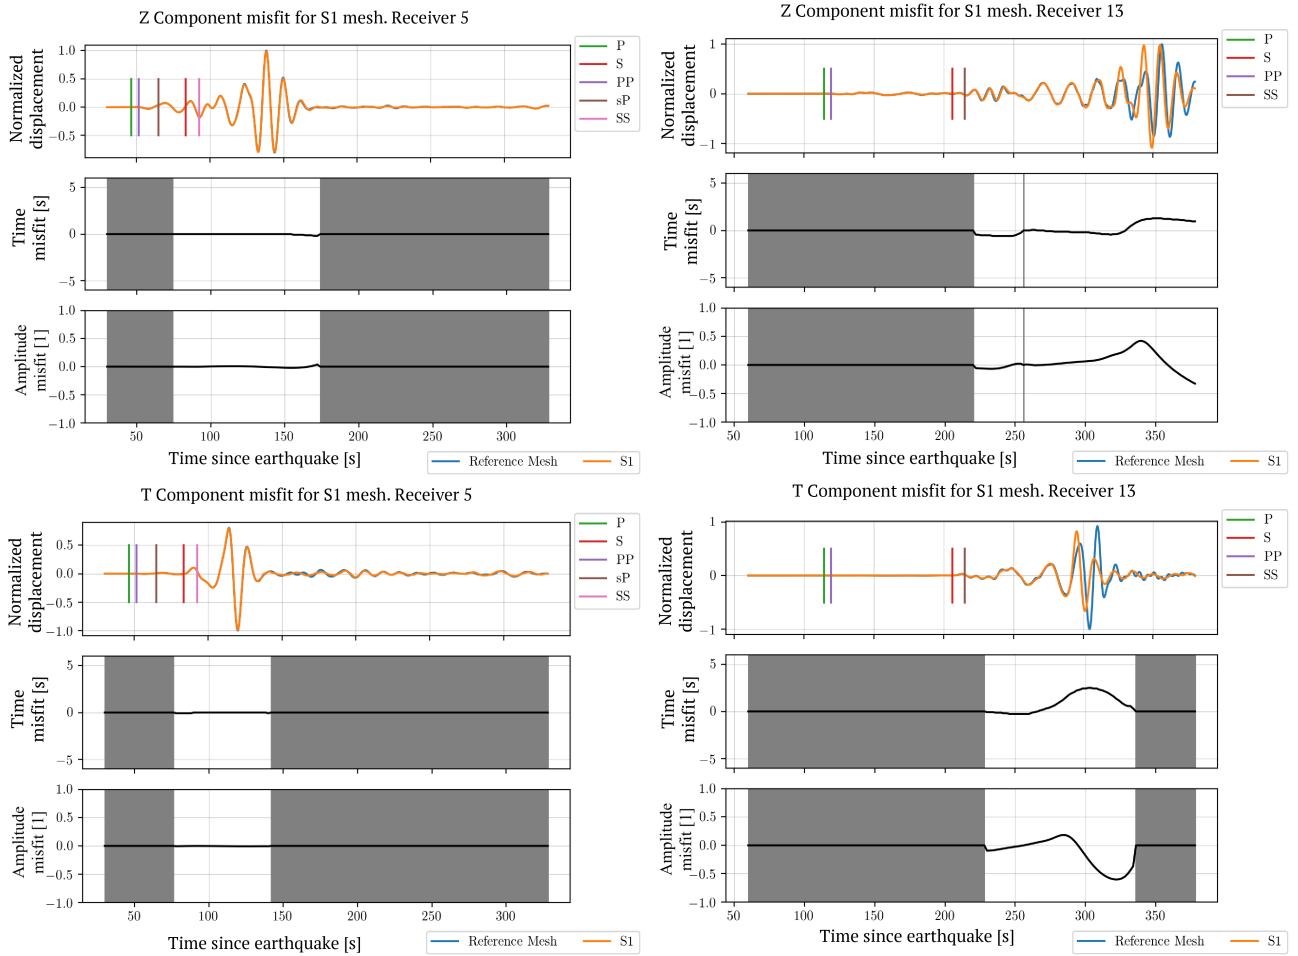 Z Component misfit for S1 mesh. Receiver 5
Normalized
displacement
1.0
0.5
0.0
−0.5
P
S
PP
sP
SS
Time
misfit [s]
5
0
−5
Amplitude
misfit [1]
1.0
0.5
0.0
−0.5
−1.0
50
100
150
200
250
300
Time since earthquake [s]
Reference Mesh
S1
Z Component misfit for S1 mesh. Receiver 13
Normalized
displacement
1
0
−1
P
S
PP
SS
Time
misfit [s]
5
0
−5
Amplitude
misfit [1]
1.0
0.5
0.0
−0.5
−1.0
50
100
150
200
250
300
350
Time since earthquake [s]
Reference Mesh
S1
T Component misfit for S1 mesh. Receiver 5
Normalized
displacement
0.5
0.0
−0.5
−1.0
P
S
PP
sP
SS
Time
misfit [s]
5
0
−5
Amplitude
misfit [1]
1.0
0.5
0.0
−0.5
−1.0
50
100
150
200
250
300
Time since earthquake [s]
Reference Mesh
S1
T Component misfit for S1 mesh. Receiver 13
Normalized
displacement
1
0
−1
P
S
PP
SS
Time
misfit [s]
5
0
−5
Amplitude
misfit [1]
1.0
0.5
0.0
−0.5
−1.0
50
100
150
200
250
300
350
Time since earthquake [s]
Reference Mesh
S1